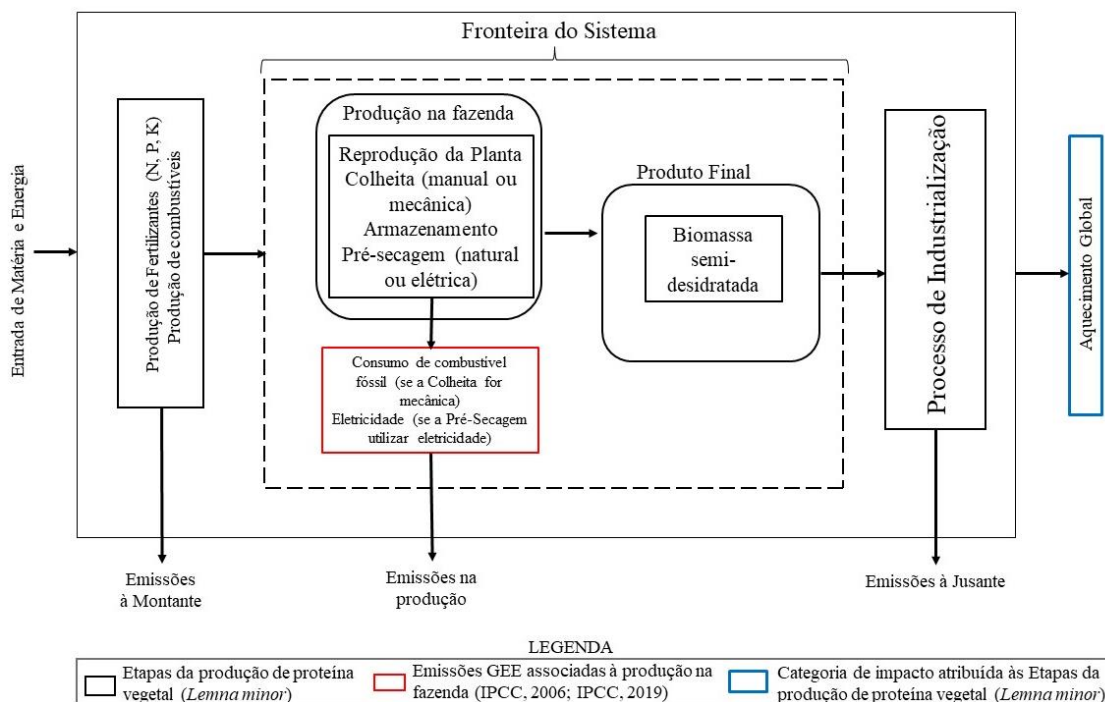 Fronteira do Sistema
Entrada de Matéria e Energia
Produção de Fertilizantes (N, P, K)
Produção de combustíveis
Produção na fazenda
Reprodução da Planta
Colheita (manual ou
mecânica)
Armazenamento
Pré-secagem (natural
ou elétrica)
Consumo de combustível
fóssil (se a Colheita for
mecânica)
Eletricidade (se a Pré-Secagem
utilizar eletricidade)
Produto Final
Biomassa
semi-
desidratada
Processo de Industrialização
Aquecimento Global
Emissões
à Montante
Emissões na
produção
Emissões à Jusante
LEGENDA
Etapas da produção de proteína
vegetal (Lemna minor)
Emissões GEE associadas à produção na
fazenda (IPCC, 2006; IPCC, 2019)
Categoria de impacto atribuída às Etapas da
produção de proteína vegetal (Lemna minor)